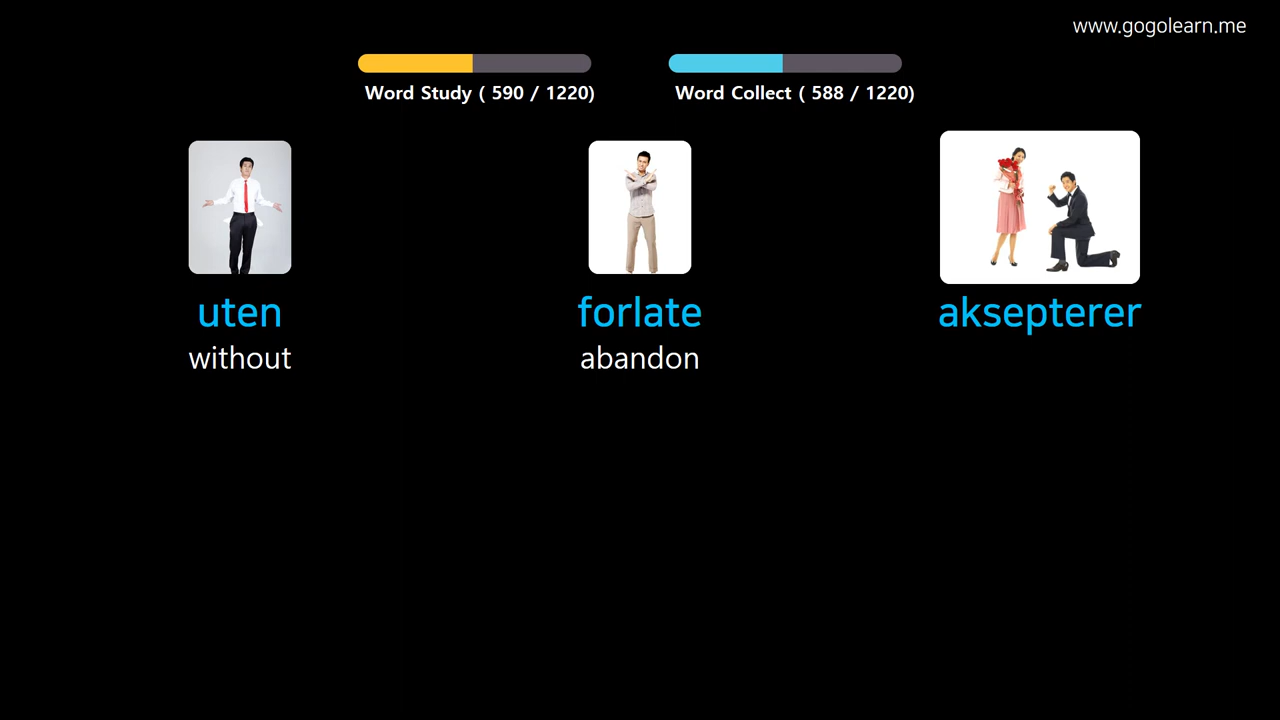 www.gogolearn.me
Word Study ( 590 / 1220)
Word Collect ( 588 / 1220)
uten
forlate
aksepterer
without
abandon